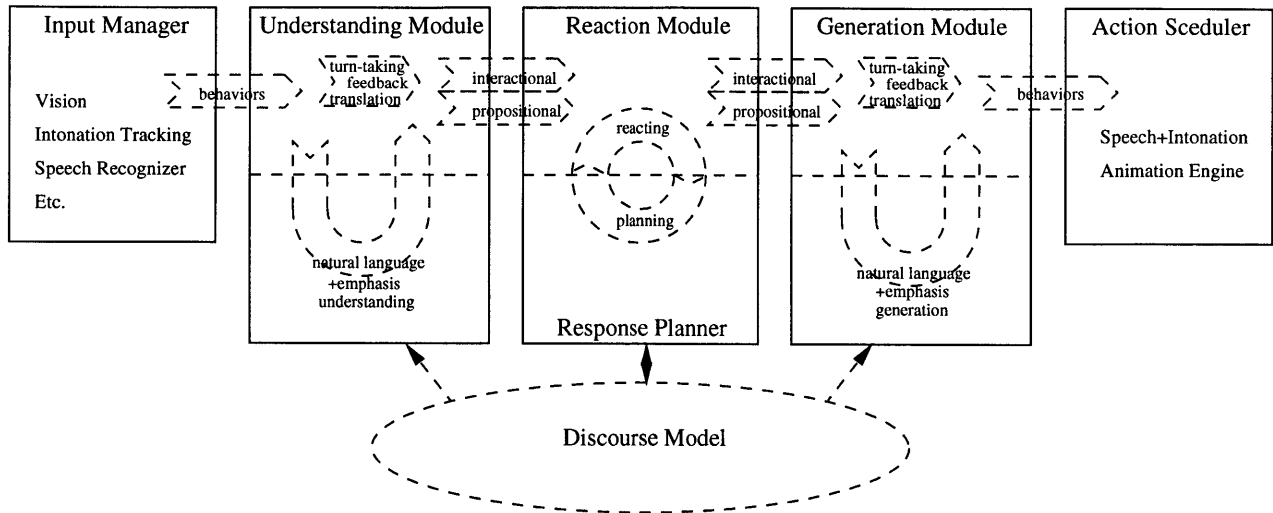 Input Manager
Vision
Intonation Tracking
Speech Recognizer
Etc.
behaviors
Understanding Module
turn-taking
feedback
translation
natural language
+emphasis
understanding
interactional
propositional
Reaction Module
reacting
planning
Response Planner
interactional
propositional
Generation Module
turn-taking
feedback
translation
natural language
+emphasis
generation
behaviors
Action Sceduler
Speech+Intonation
Animation Engine
Discourse Model